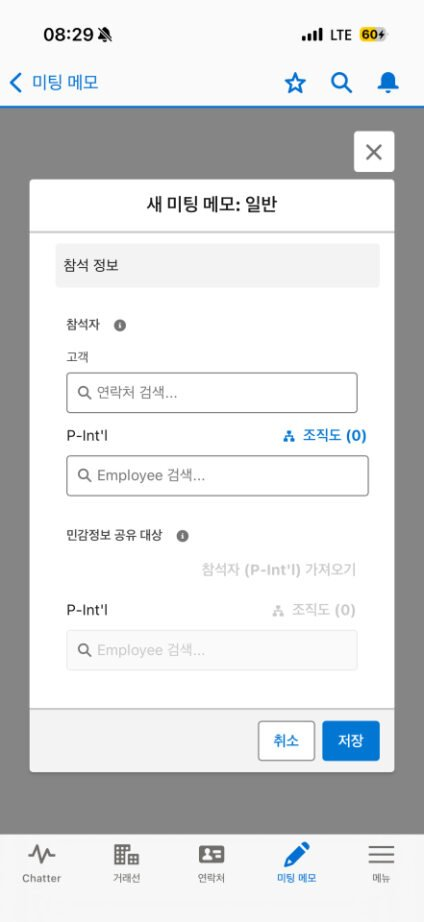 08:29 LTE 60
미팅 메모
새 미팅 메모: 일반
참석 정보
참석자
고객
연락처 검색...
P-Int'l 조직도 (0)
Employee 검색...
민감정보 공유 대상
참석자 (P-Int'l) 가져오기
P-Int'l 조직도 (0)
Employee 검색...
취소 저장
Chatter 거래선 연락처 미팅 메모 메뉴